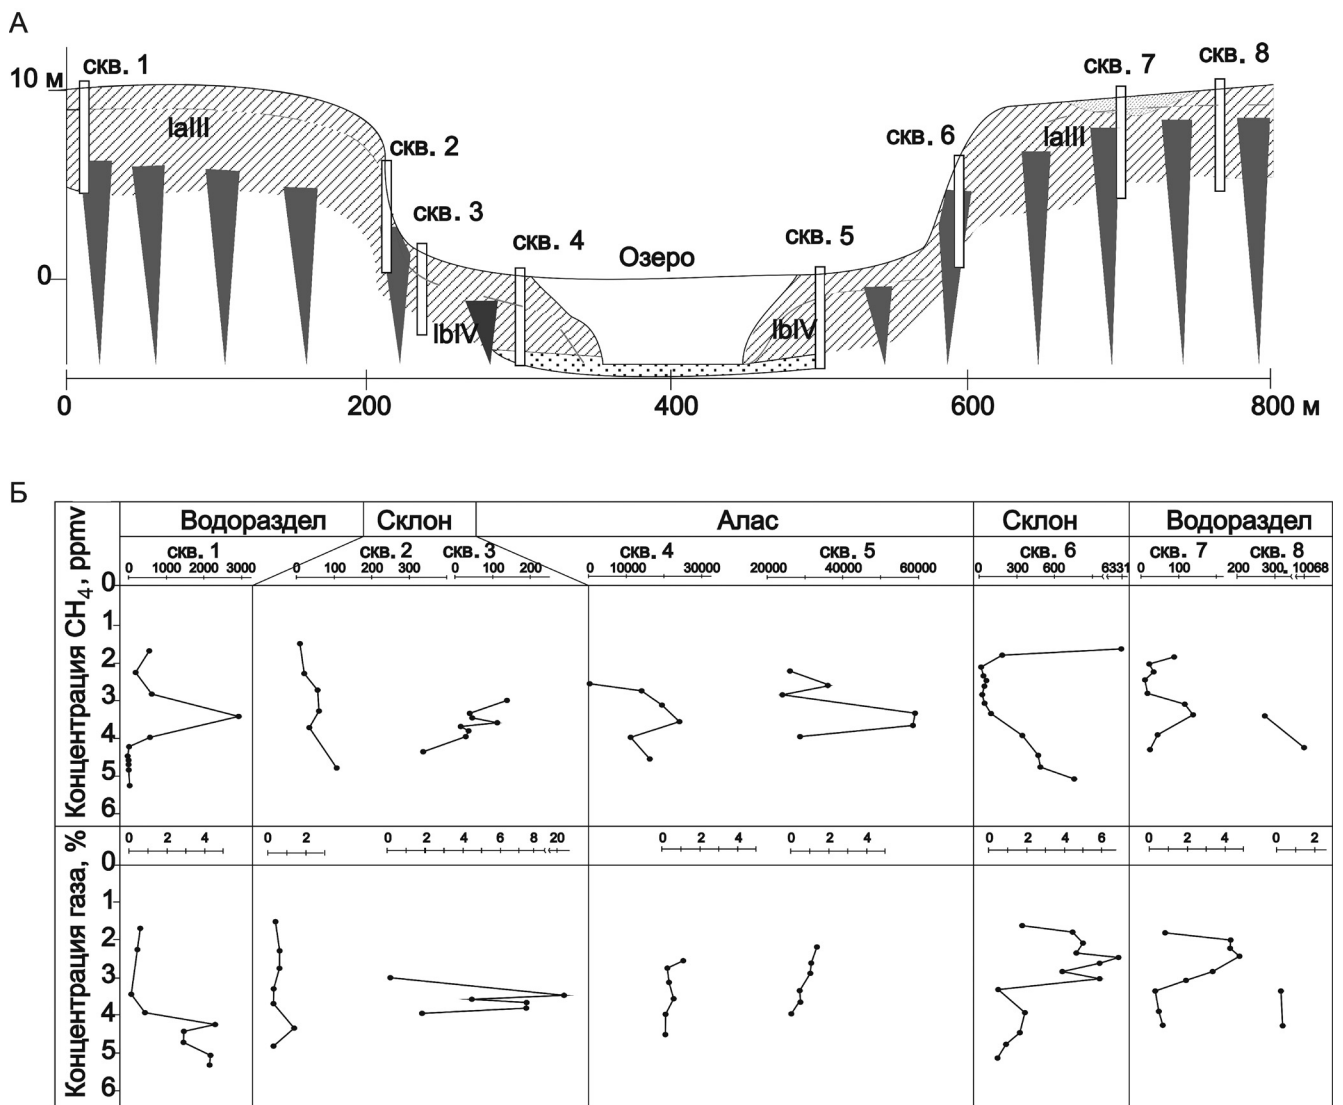 А
скв. 1
скв. 7
скв. 8
10 м
IaIII
скв. 2
скв. 6
IaIII
скв. 3
скв. 4
Озеро
скв. 5
0
IbIV
IbIV
0
200
400
600
800 м
Б
Концентрация CH4, ppmv
Водораздел
Склон
Алас
Склон
Водораздел
скв. 1
скв. 2
скв. 3
скв. 4
скв. 5
скв. 6
скв. 7
скв. 8
0 1000 2000 3000
0 100 200 300
0 100 200
0 10000 20000 30000
20000 40000 60000
0 300 600 6331
0 100
200 300 10068
0
1
2
3
4
5
6
Концентрация газа, %
0 2 4
0 2
0 2 4 6 8 20
0 2 4
0 2 4
0 2 4 6
0 2 4
0 2
0
1
2
3
4
5
6